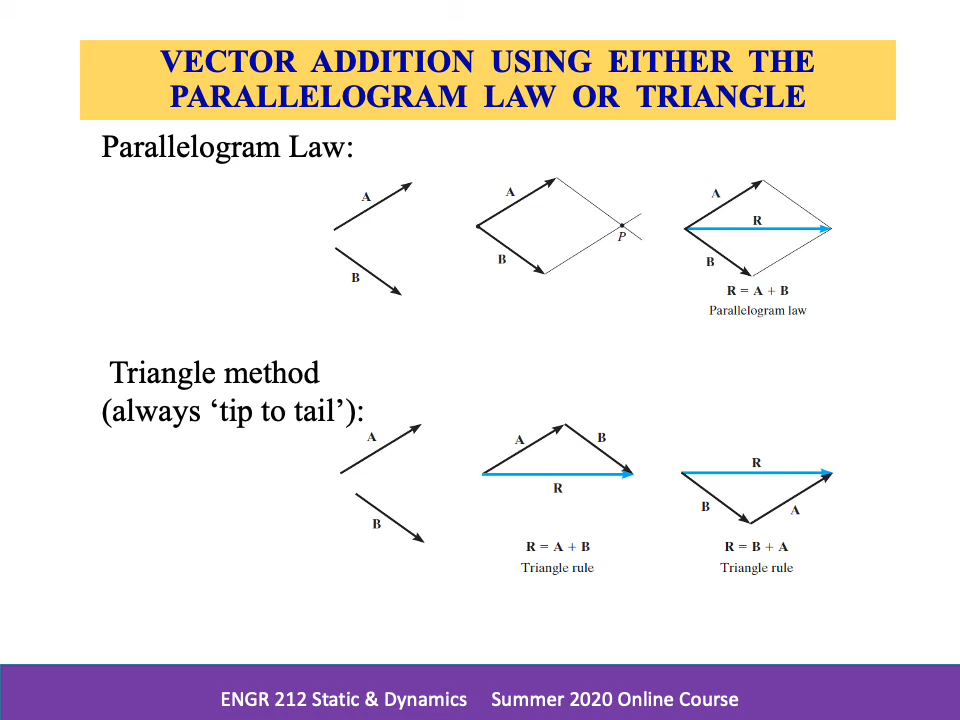 VECTOR ADDITION USING EITHER THE
PARALLELOGRAM LAW OR TRIANGLE
Parallelogram Law:
A
B
A
B
P
A
R
B
R = A + B
Parallelogram law
Triangle method
(always ‘tip to tail’):
A
B
A
B
R
R = A + B
Triangle rule
R
B
A
R = B + A
Triangle rule
ENGR 212 Static & Dynamics Summer 2020 Online Course